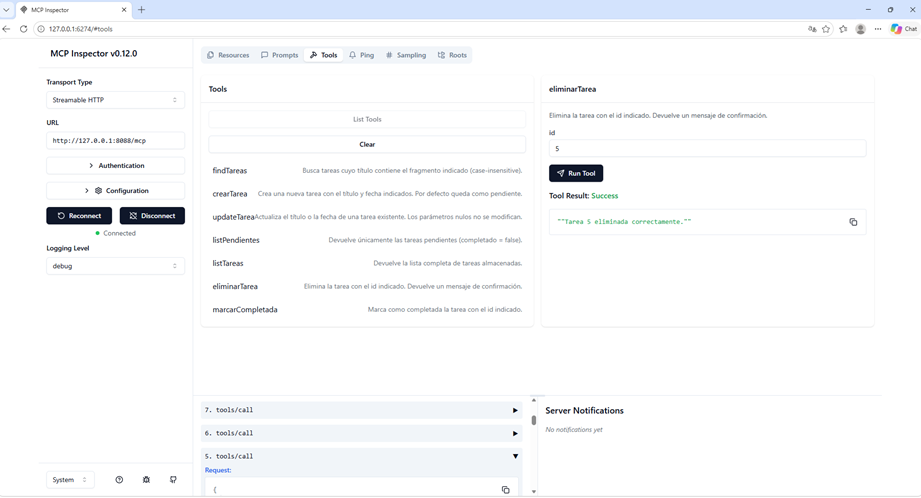 MCP Inspector
127.0.0.1:6274/#tools
Chat
MCP Inspector v0.12.0
Transport Type
Streamable HTTP
URL
http://127.0.0.1:8088/mcp
Authentication
Configuration
Reconnect
Disconnect
Connected
Logging Level
debug
System
Resources
Prompts
Tools
Ping
Sampling
Roots
Tools
List Tools
Clear
findTareas Busca tareas cuyo título contiene el fragmento indicado (case-insensitive).
crearTarea Crea una nueva tarea con el título y fecha indicados. Por defecto queda como pendiente.
updateTarea Actualiza el título o la fecha de una tarea existente. Los parámetros nulos no se modifican.
listPendientes Devuelve únicamente las tareas pendientes (completado = false).
listTareas Devuelve la lista completa de tareas almacenadas.
eliminarTarea Elimina la tarea con el id indicado. Devuelve un mensaje de confirmación.
marcarCompletada Marca como completada la tarea con el id indicado.
eliminarTarea
Elimina la tarea con el id indicado. Devuelve un mensaje de confirmación.
id
5
Run Tool
Tool Result: Success
""Tarea 5 eliminada correctamente.""
7. tools/call
6. tools/call
5. tools/call
Request:
{
Server Notifications
No notifications yet